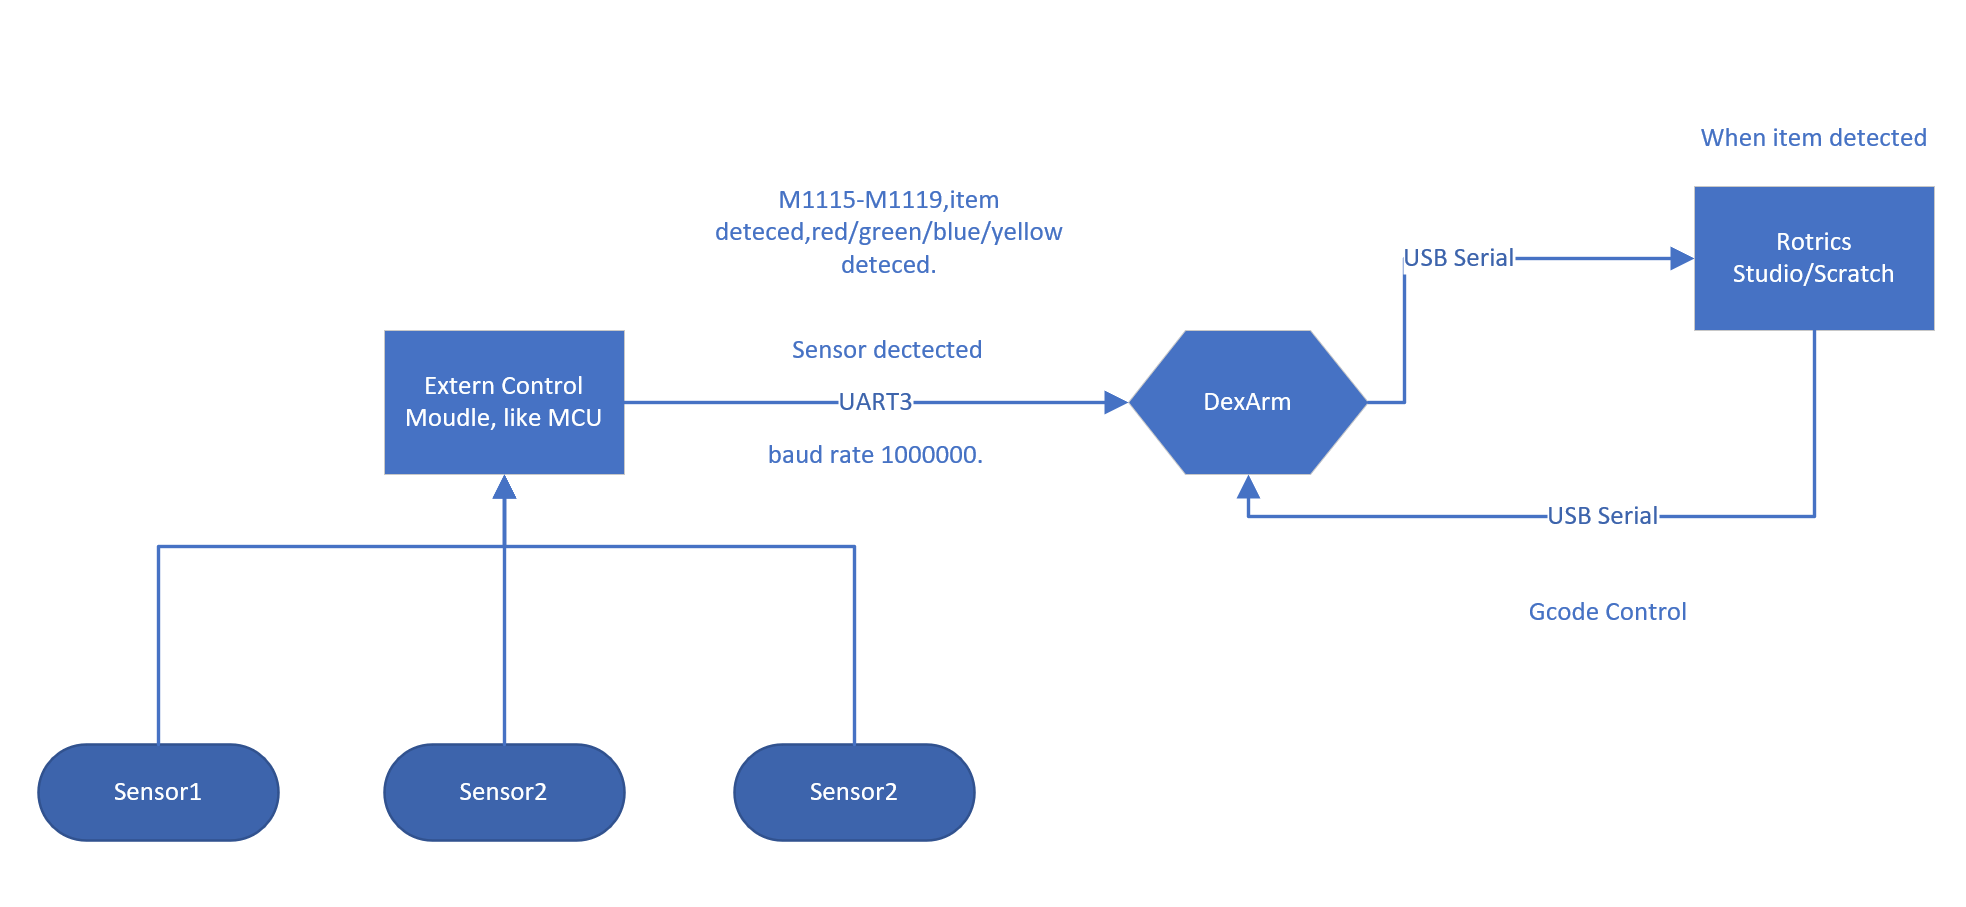 When item detected
M1115-M1119,item
deteced,red/green/blue/yellow
deteced.
USB Serial
Rotrics
Studio/Scratch
Sensor dectected
Extern Control
Moudle, like MCU
UART3
DexArm
baud rate 1000000.
USB Serial
Gcode Control
Sensor1
Sensor2
Sensor2